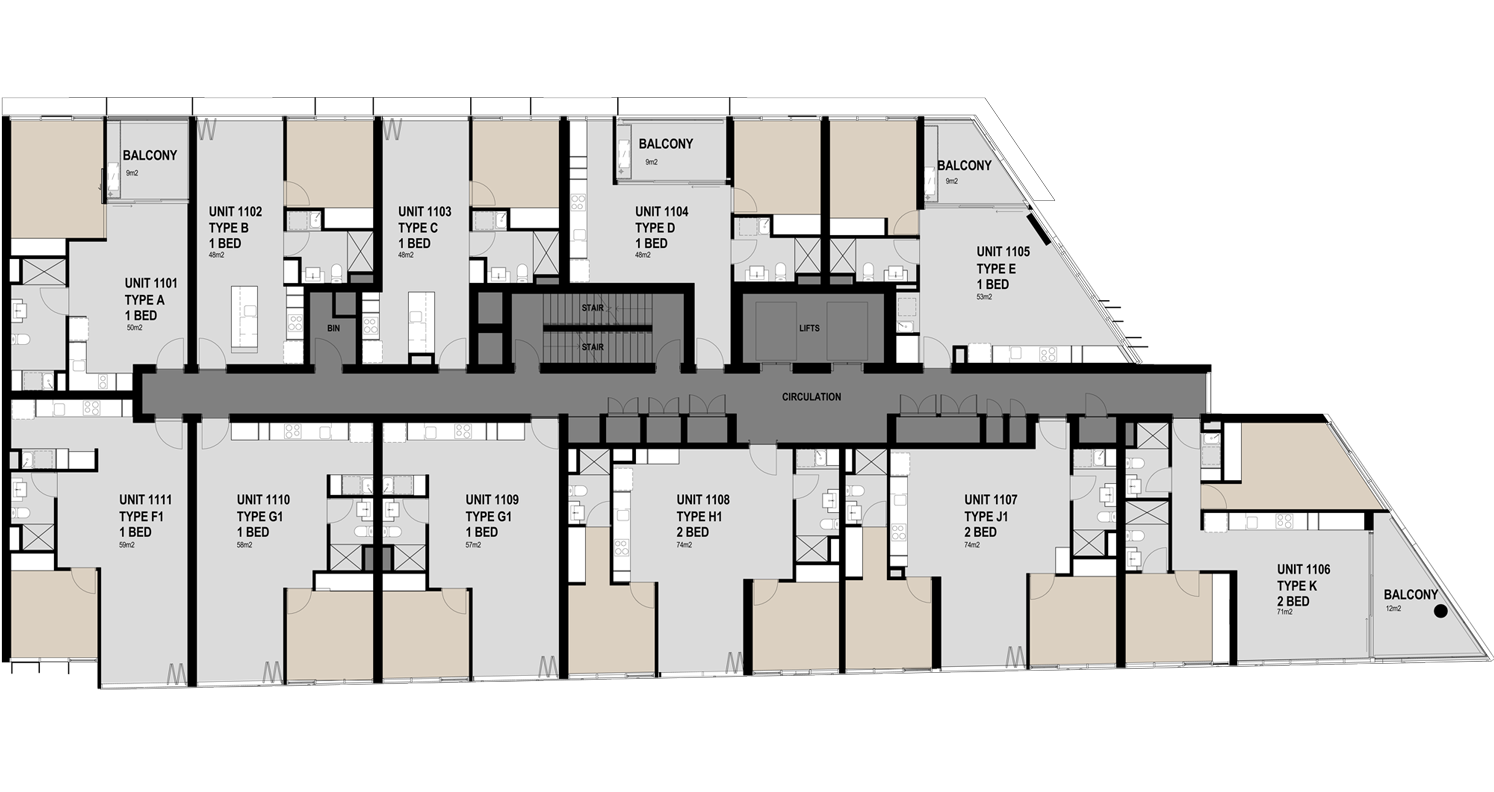 BALCONY
9m2
UNIT 1101
TYPE A
1 BED
50m2
UNIT 1102
TYPE B
1 BED
48m2
UNIT 1103
TYPE C
1 BED
48m2
BALCONY
9m2
UNIT 1104
TYPE D
1 BED
48m2
BALCONY
9m2
UNIT 1105
TYPE E
1 BED
53m2
BIN
STAIR
STAIR
LIFTS
CIRCULATION
UNIT 1111
TYPE F1
1 BED
59m2
UNIT 1110
TYPE G1
1 BED
58m2
UNIT 1109
TYPE G1
1 BED
57m2
UNIT 1108
TYPE H1
2 BED
74m2
UNIT 1107
TYPE J1
2 BED
74m2
UNIT 1106
TYPE K
2 BED
71m2
BALCONY
12m2